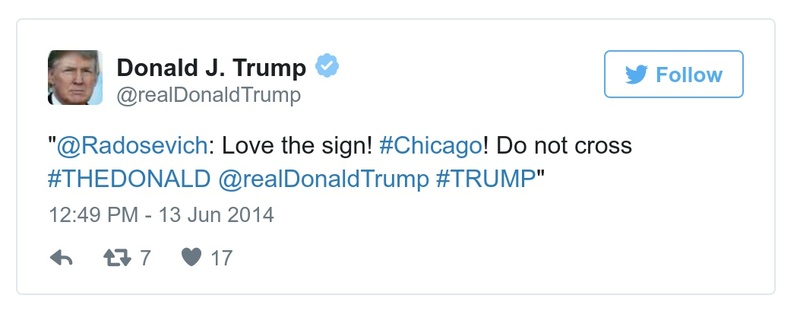 Donald J. Trump
@realDonaldTrump
Follow
"@Radosevich: Love the sign! #Chicago! Do not cross
#THEDONALD @realDonaldTrump #TRUMP"
12:49 PM - 13 Jun 2014
7 17